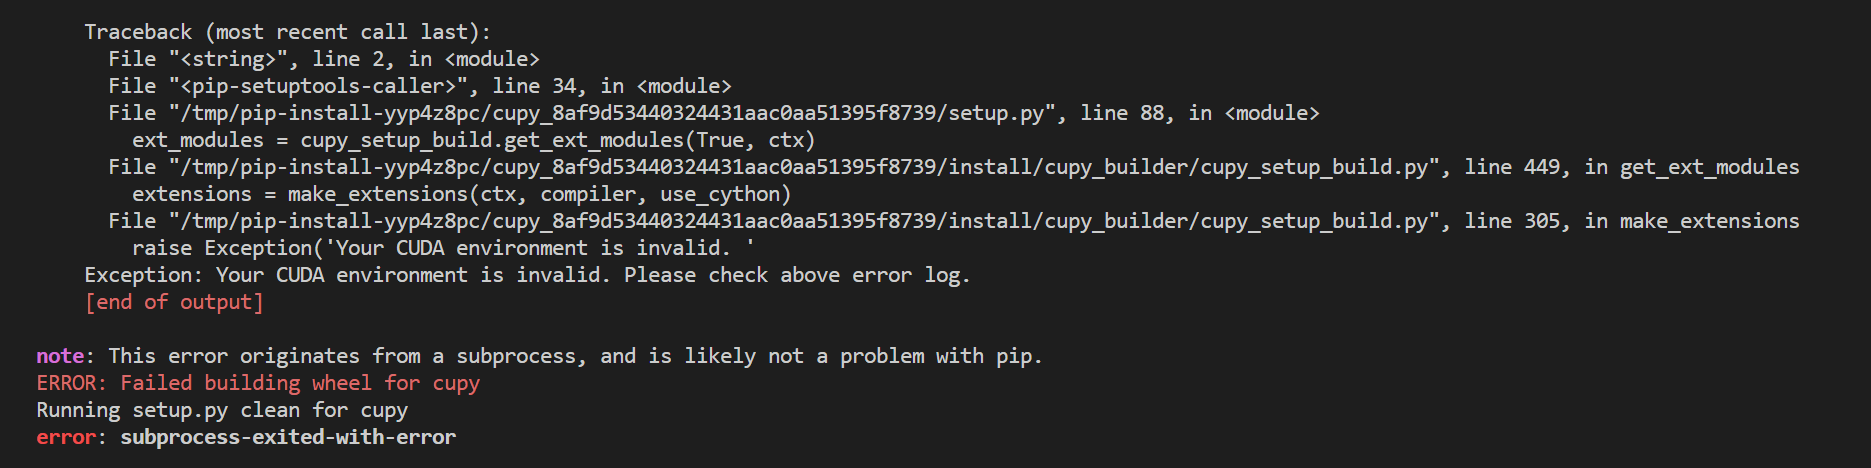 Traceback (most recent call last):
File "<string>", line 2, in <module>
File "<pip-setuptools-caller>", line 34, in <module>
File "/tmp/pip-install-yyp4z8pc/cupy_8af9d53440324431aac0aa51395f8739/setup.py", line 88, in <module>
ext_modules = cupy_setup_build.get_ext_modules(True, ctx)
File "/tmp/pip-install-yyp4z8pc/cupy_8af9d53440324431aac0aa51395f8739/install/cupy_builder/cupy_setup_build.py", line 449, in get_ext_modules
extensions = make_extensions(ctx, compiler, use_cython)
File "/tmp/pip-install-yyp4z8pc/cupy_8af9d53440324431aac0aa51395f8739/install/cupy_builder/cupy_setup_build.py", line 305, in make_extensions
raise Exception('Your CUDA environment is invalid. '
Exception: Your CUDA environment is invalid. Please check above error log.
[end of output]
note: This error originates from a subprocess, and is likely not a problem with pip.
ERROR: Failed building wheel for cupy
Running setup.py clean for cupy
error: subprocess-exited-with-error